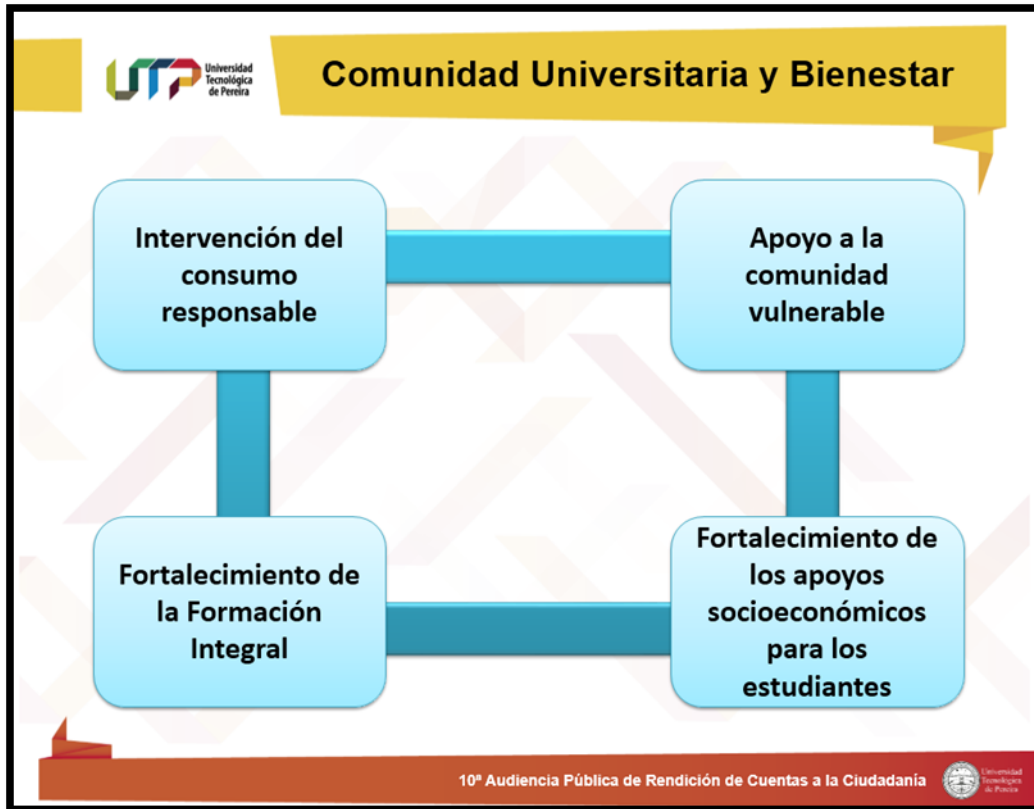 UTP
Universidad
Tecnológica
de Pereira
Comunidad Universitaria y Bienestar
Intervención del
consumo
responsable
Apoyo a la
comunidad
vulnerable
Fortalecimiento de
la Formación
Integral
Fortalecimiento de
los apoyos
socioeconómicos
para los
estudiantes
10ª Audiencia Pública de Rendición de Cuentas a la Ciudadanía
Universidad
Tecnológica
de Pereira